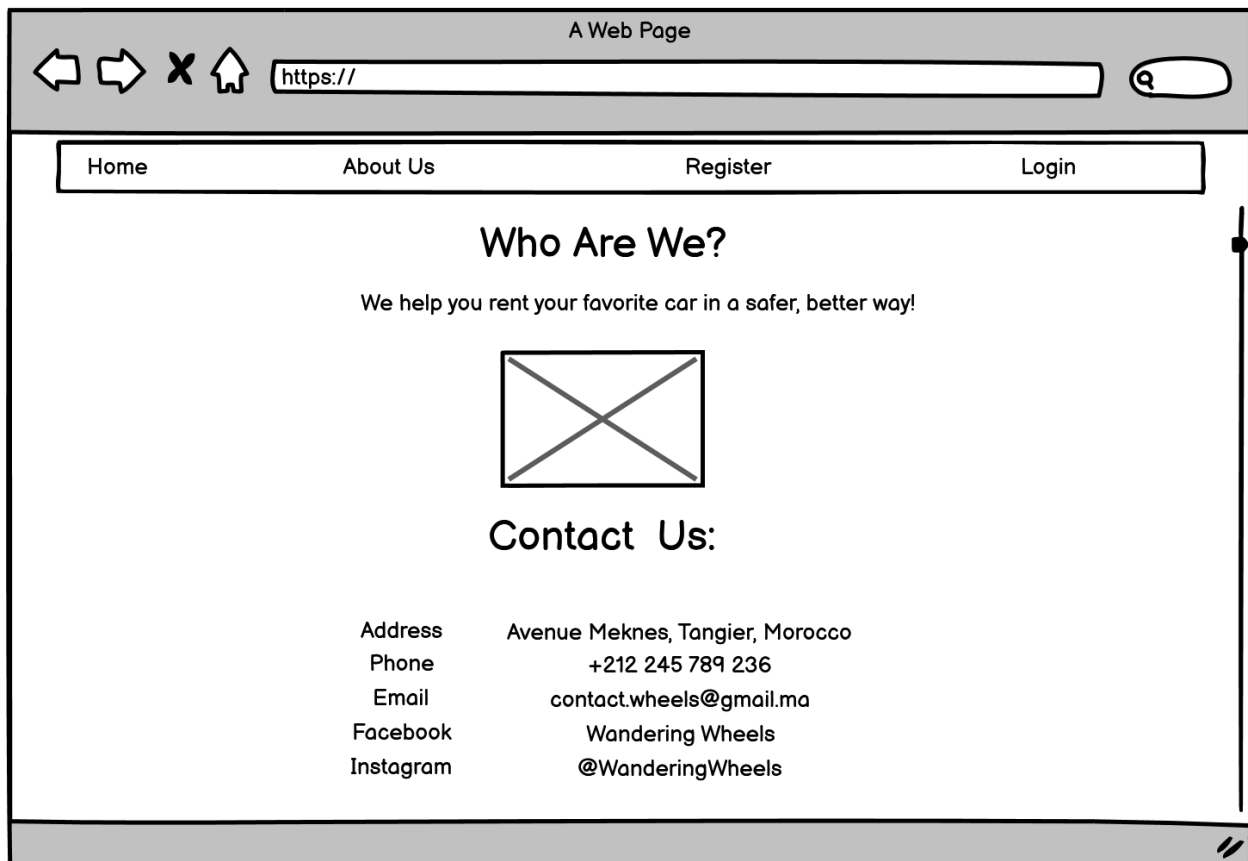 A Web Page
https://
Home About Us Register Login
Who Are We?
We help you rent your favorite car in a safer, better way!
Contact Us:
Address Avenue Meknes, Tangier, Morocco
Phone +212 245 789 236
Email contact.wheels@gmail.ma
Facebook Wandering Wheels
Instagram @WanderingWheels